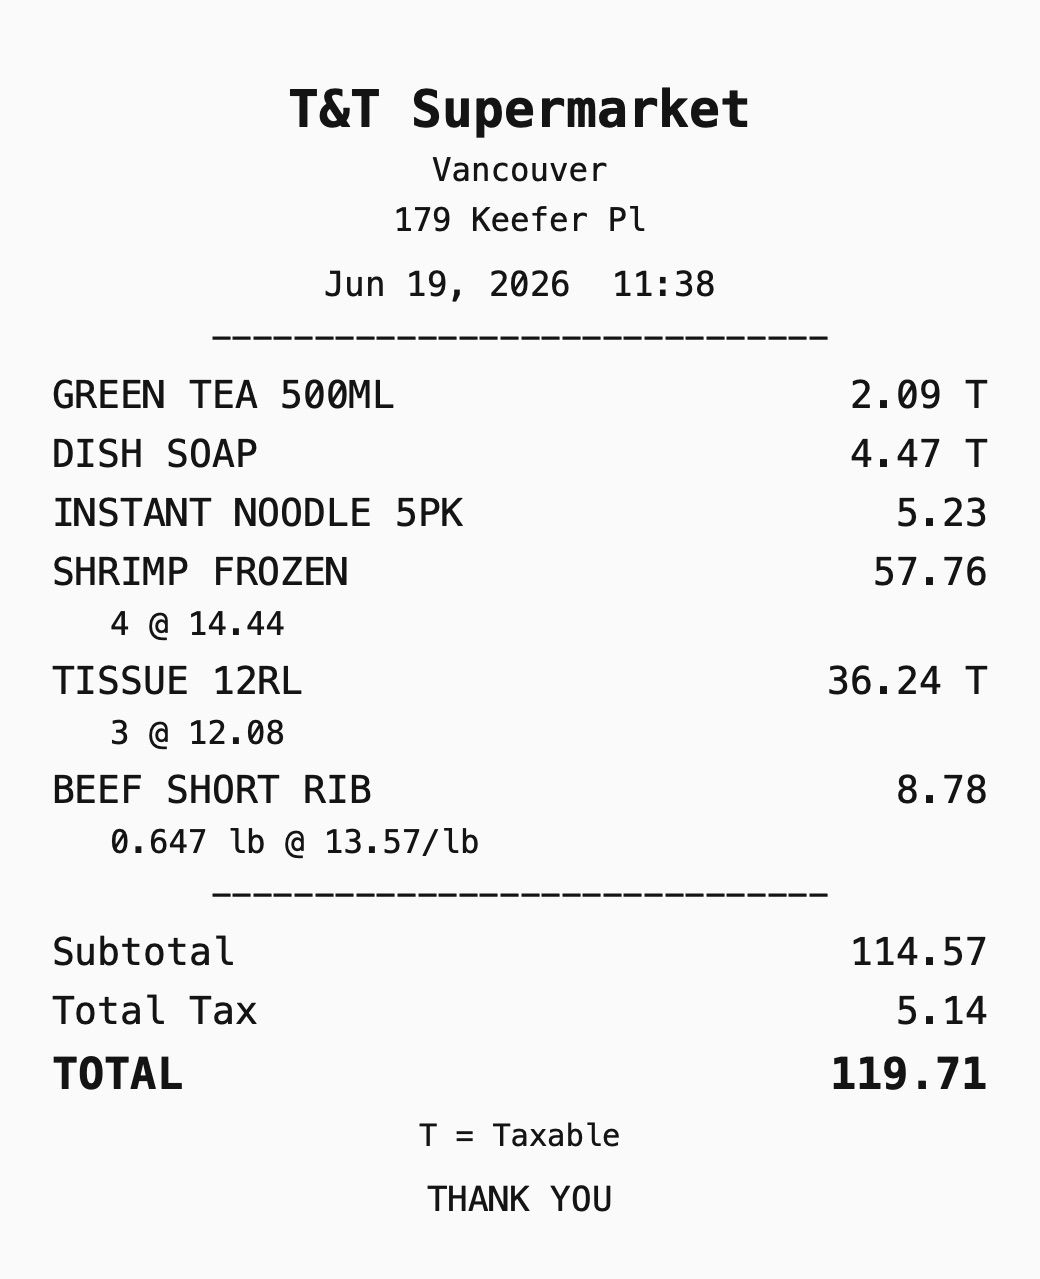 T&T Supermarket
Vancouver
179 Keefer Pl
Jun 19, 2026  11:38
------------------------------
GREEN TEA 500ML 2.09 T
DISH SOAP 4.47 T
INSTANT NOODLE 5PK 5.23
SHRIMP FROZEN 57.76
4 @ 14.44
TISSUE 12RL 36.24 T
3 @ 12.08
BEEF SHORT RIB 8.78
0.647 lb @ 13.57/lb
------------------------------
Subtotal 114.57
Total Tax 5.14
TOTAL 119.71
T = Taxable
THANK YOU